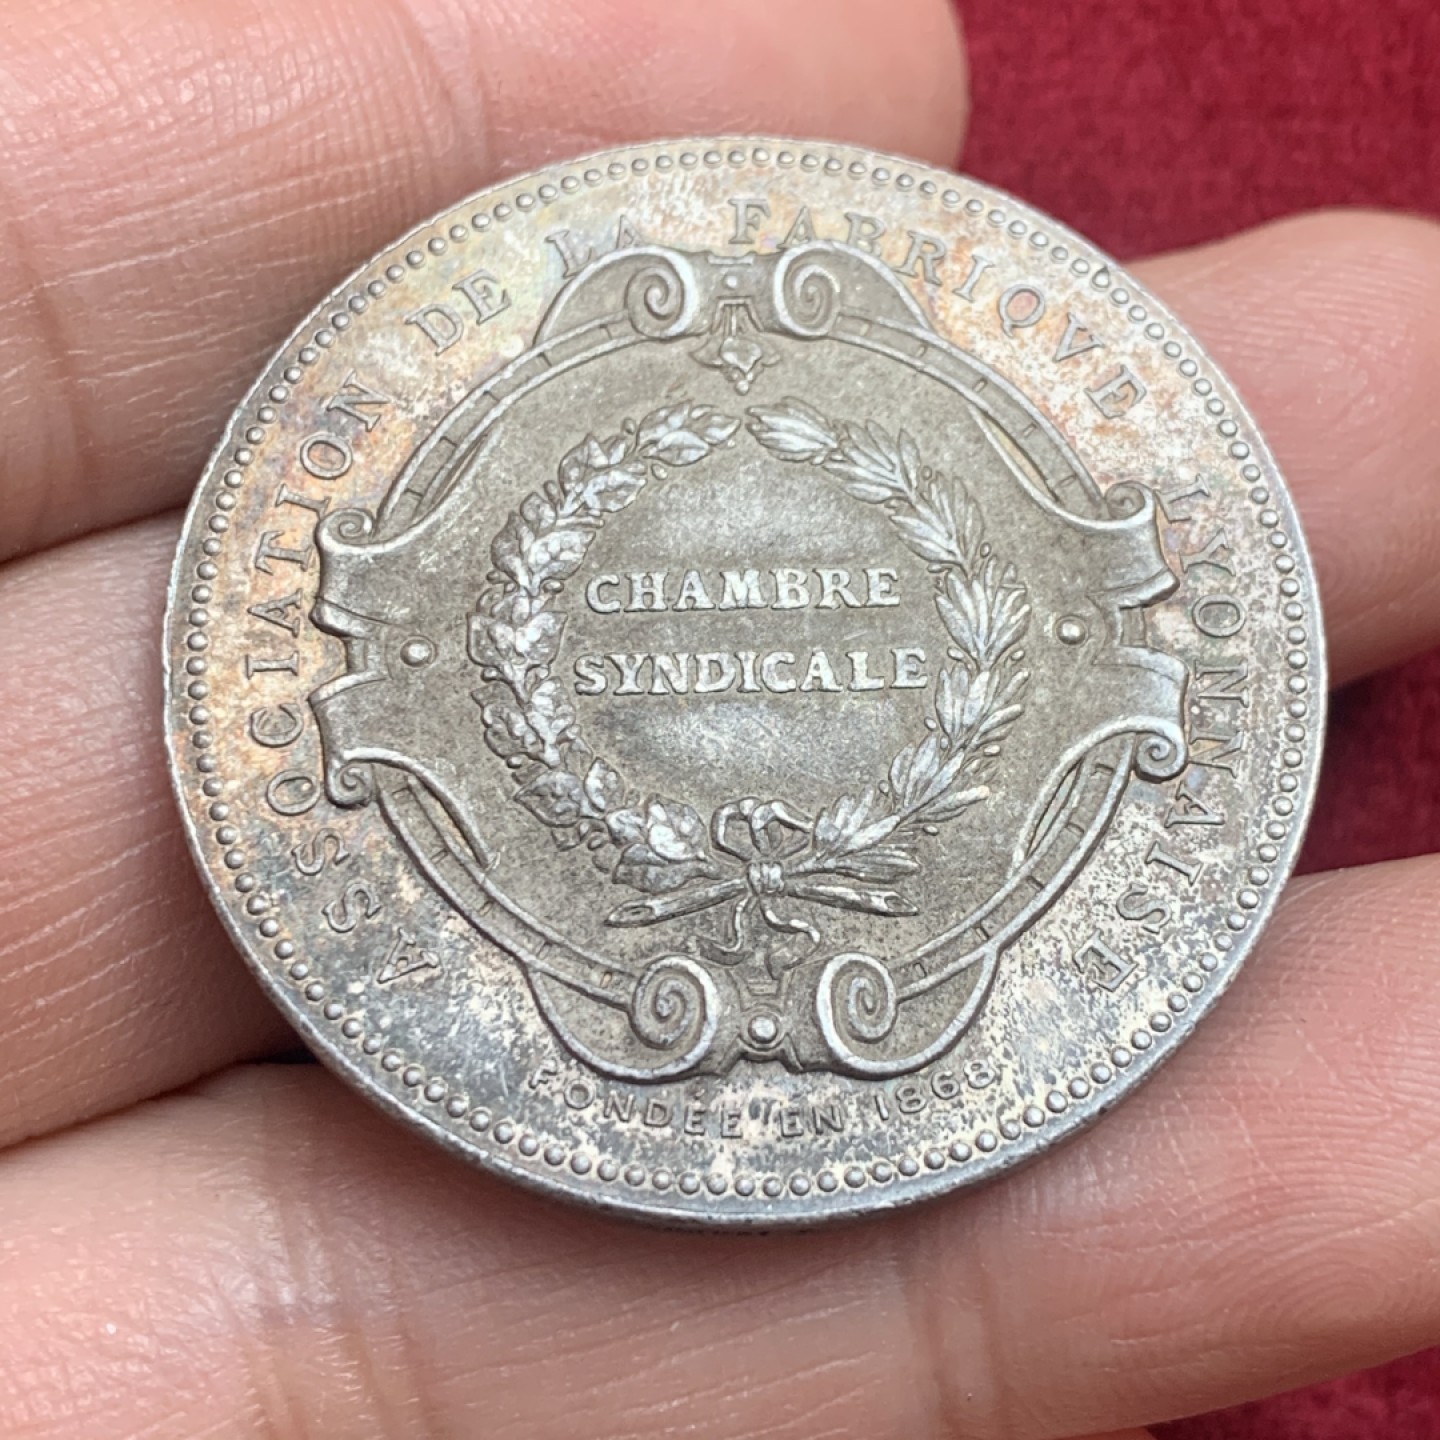 ASSOCIATION DE LA FABRIQVE LYONNAISE
CHAMBRE
SYNDICALE
FONDÉE EN 1868